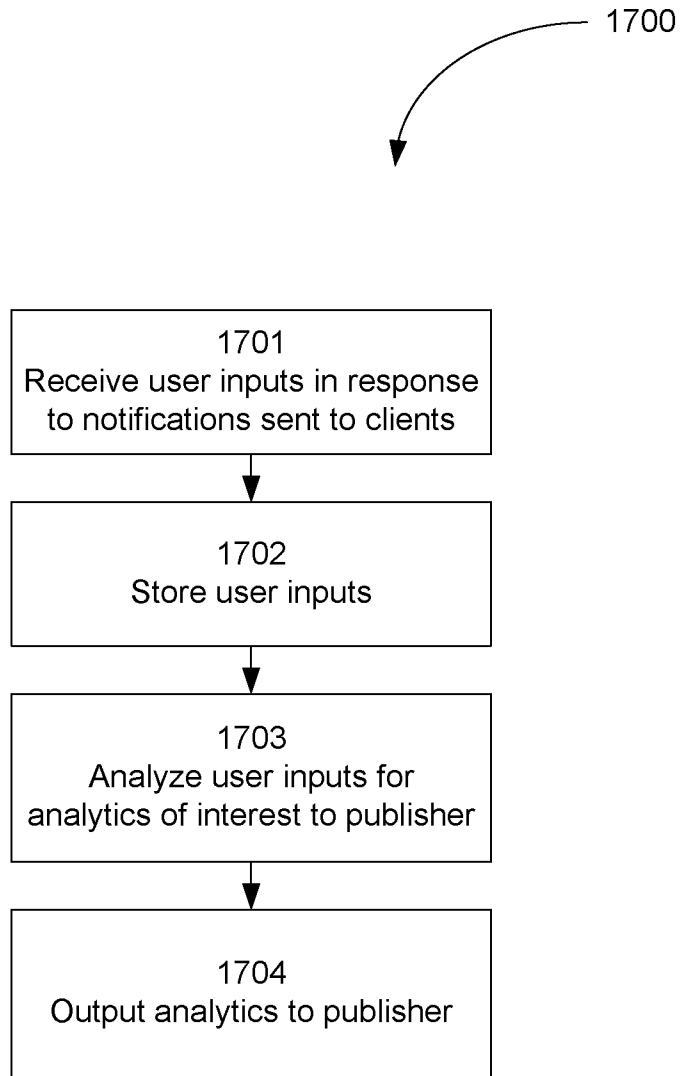 1700
1701
Receive user inputs in response
to notifications sent to clients
1702
Store user inputs
1703
Analyze user inputs for
analytics of interest to publisher
1704
Output analytics to publisher